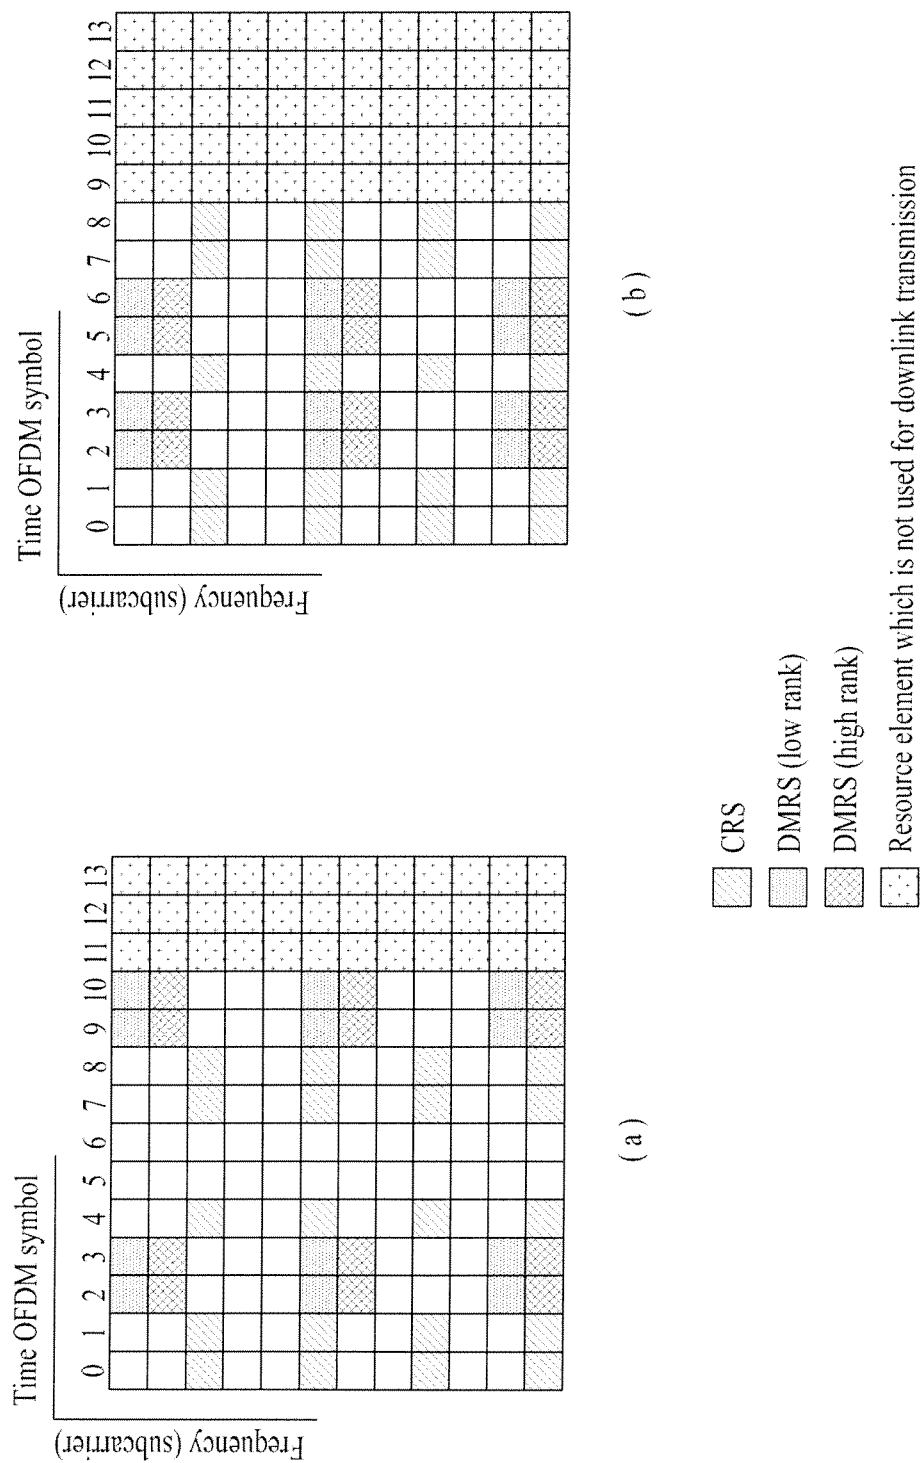 Time OFDM symbol
Frequency (subcarrier)
0 1 2 3 4 5 6 7 8 9 10 11 12 13
( a )
Time OFDM symbol
Frequency (subcarrier)
0 1 2 3 4 5 6 7 8 9 10 11 12 13
( b )
CRS
DMRS (low rank)
DMRS (high rank)
Resource element which is not used for downlink transmission